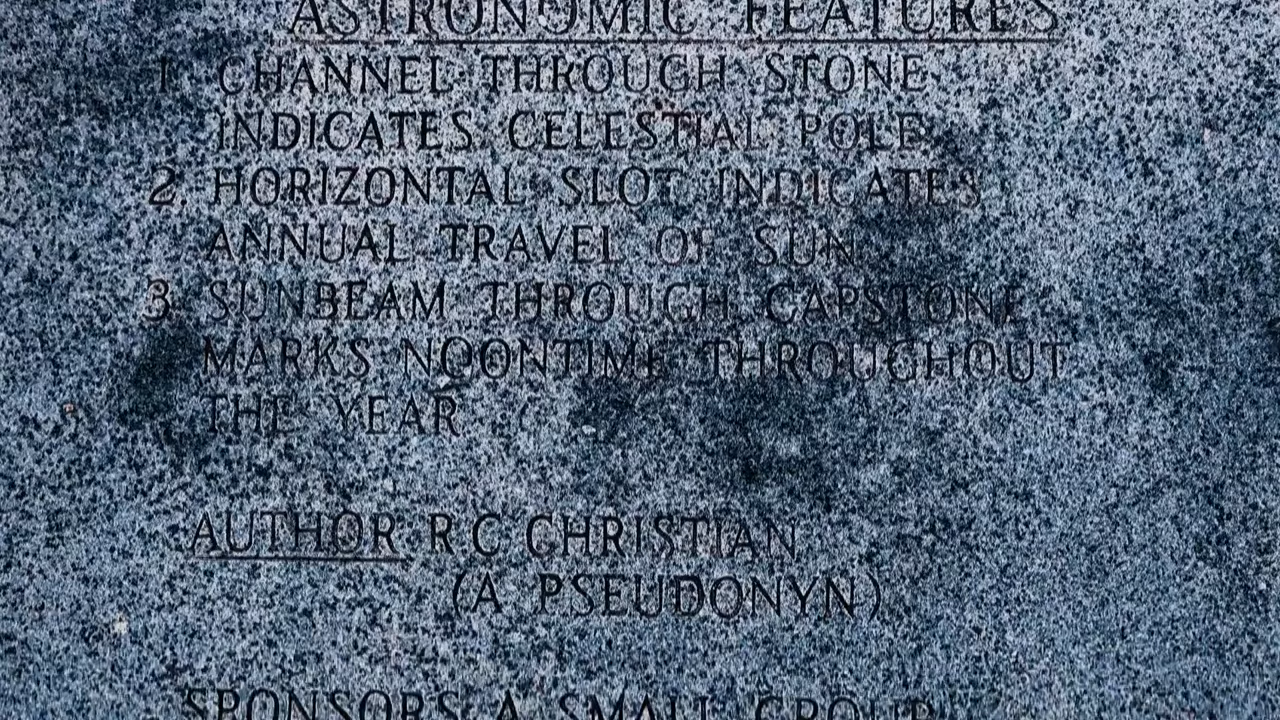 ASTRONOMIC FEATURES
1. CHANNEL THROUGH STONE
INDICATES CELESTIAL POLE
2. HORIZONTAL SLOT INDICATES
ANNUAL TRAVEL OF SUN
3. SUNBEAM THROUGH CAPSTONE
MARKS NOONTIME THROUGHOUT
THE YEAR
AUTHOR R C CHRISTIAN
(A PSEUDONYN)
SPONSORS A SMALL GROUP